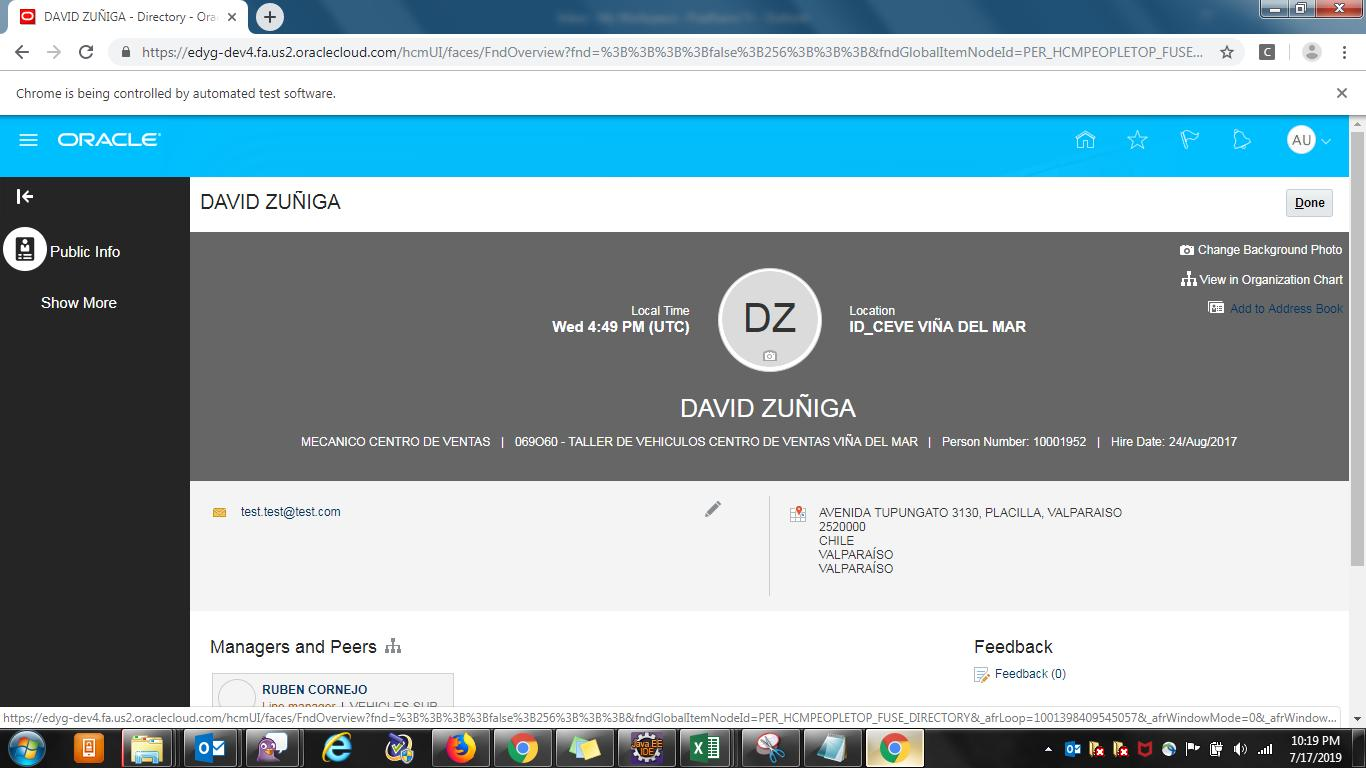 DAVID ZUÑIGA - Directory - Ora
https://edyg-dev4.fa.us2.oraclecloud.com/hcmUI/faces/FndOverview?fnd=%3B%3B%3B%3Bfalse%3B256%3B%3B%3B&fndGlobalItemNodeId=PER_HCMPEOPLETOP_FUSE...
C
Chrome is being controlled by automated test software.
ORACLE
AU
DAVID ZUÑIGA
Done
Public Info
Show More
Change Background Photo
View in Organization Chart
Add to Address Book
Local Time
Wed 4:49 PM (UTC)
DZ
Location
ID_CEVE VIÑA DEL MAR
DAVID ZUÑIGA
MECANICO CENTRO DE VENTAS | 069O60 - TALLER DE VEHICULOS CENTRO DE VENTAS VIÑA DEL MAR | Person Number: 10001952 | Hire Date: 24/Aug/2017
test.test@test.com
AVENIDA TUPUNGATO 3130, PLACILLA, VALPARAISO
2520000
CHILE
VALPARAÍSO
VALPARAÍSO
Managers and Peers
Feedback
Feedback (0)
RUBEN CORNEJO
Line manager | VEHICLES SUP
https://edyg-dev4.fa.us2.oraclecloud.com/hcmUI/faces/FndOverview?fnd=%3B%3B%3B%3Bfalse%3B256%3B%3B%3B&fndGlobalItemNodeId=PER_HCMPEOPLETOP_FUSE_DIRECTORY&_afrLoop=1001398409545057&_afrWindowMode=0&_afrWindow...
Java EE
IDE
10:19 PM
7/17/2019